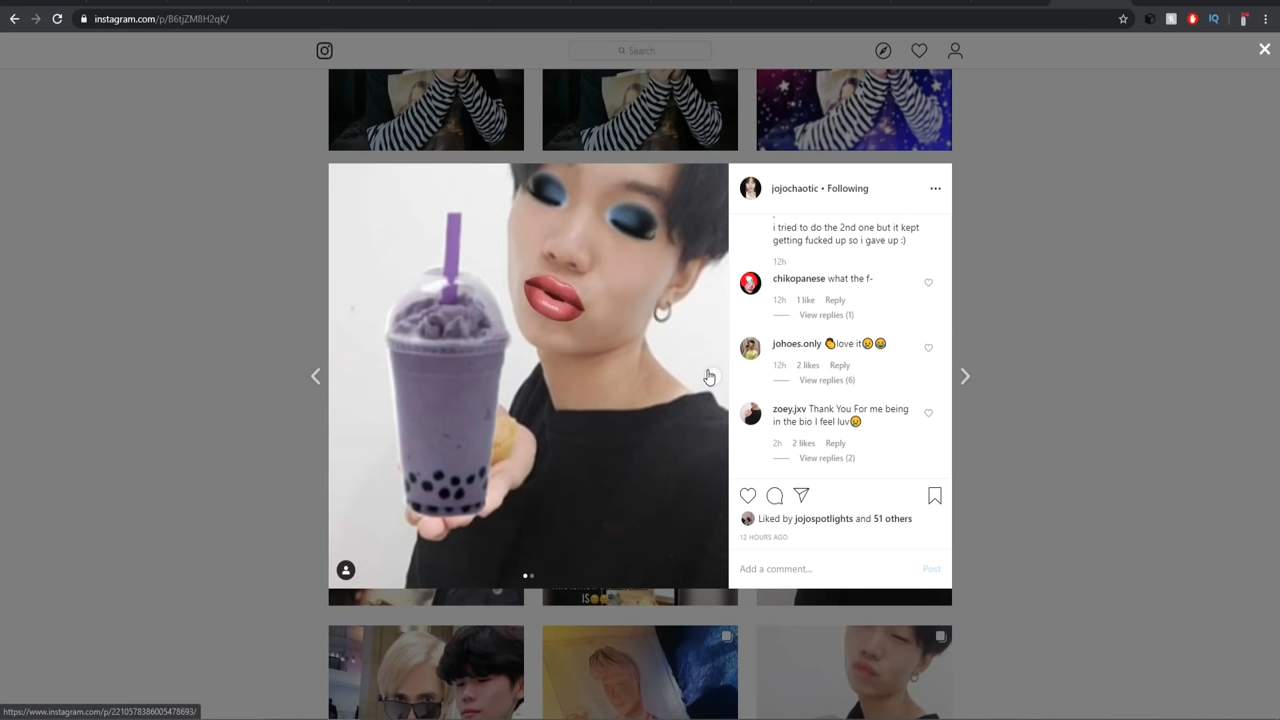 instagram.com/p/B6tjZM8H2qK/
Search
jojochaotic • Following
i tried to do the 2nd one but it kept
getting fucked up so i gave up :)
12h
chikopanese what the f-
12h 1 like Reply
View replies (1)
johoes.only 👏love it😢😂
12h 2 likes Reply
View replies (6)
zoey.jxv Thank You For me being
in the bio I feel luv😢
2h 2 likes Reply
View replies (2)
Liked by jojospotlights and 51 others
12 HOURS AGO
Add a comment... Post
IS
https://www.instagram.com/p/2210578386005478693/